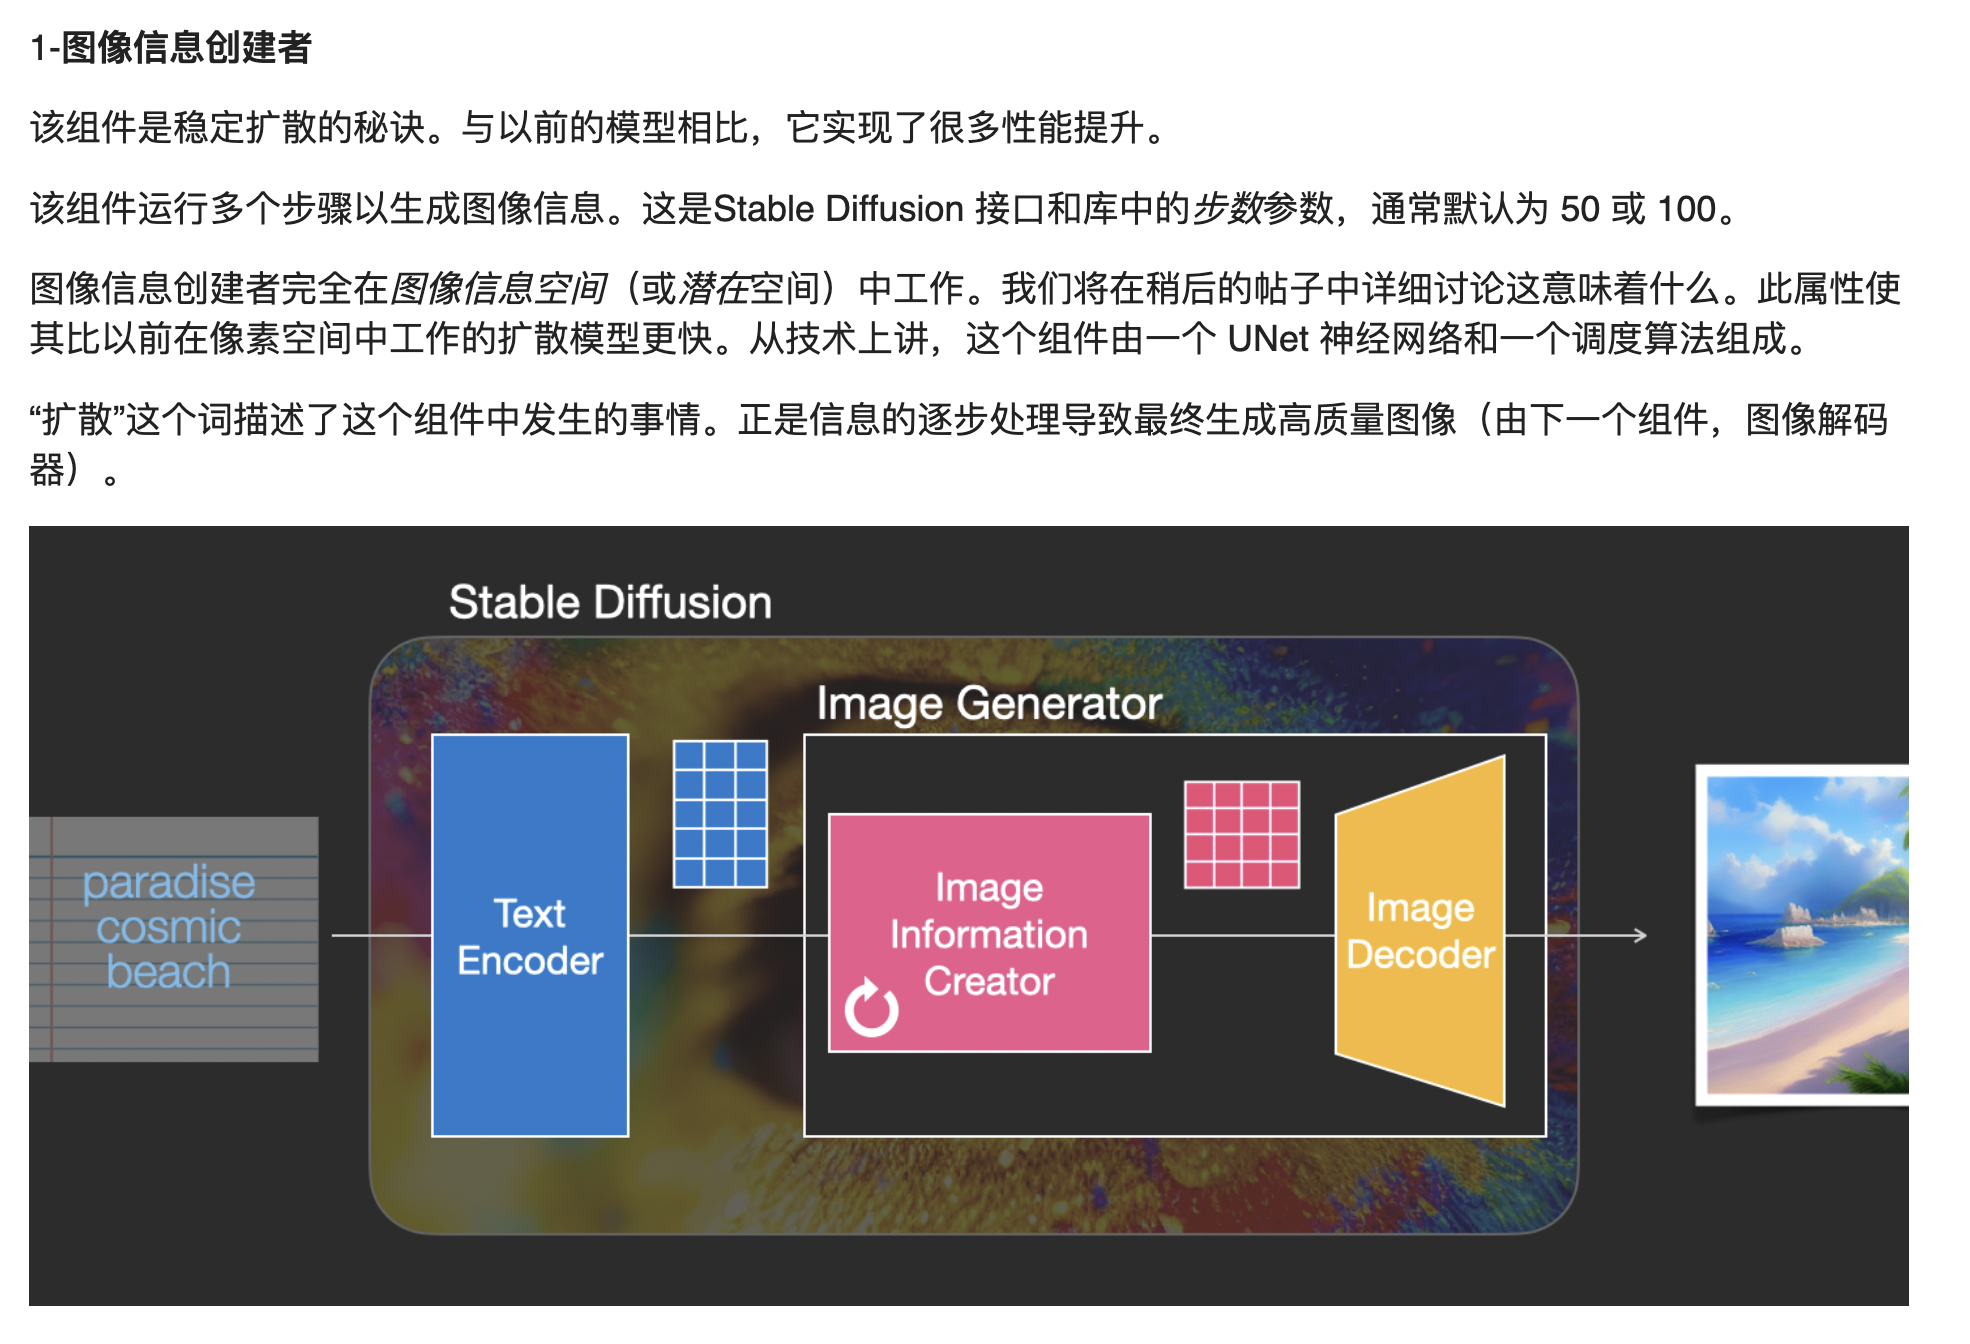 1-图像信息创建者
该组件是稳定扩散的秘诀。与以前的模型相比，它实现了很多性能提升。
该组件运行多个步骤以生成图像信息。这是Stable Diffusion 接口和库中的步数参数，通常默认为 50 或 100。
图像信息创建者完全在图像信息空间（或潜在空间）中工作。我们将在稍后的帖子中详细讨论这意味着什么。此属性使
其比以前在像素空间中工作的扩散模型更快。从技术上讲，这个组件由一个 UNet 神经网络和一个调度算法组成。
“扩散”这个词描述了这个组件中发生的事情。正是信息的逐步处理导致最终生成高质量图像（由下一个组件，图像解码
器）。
Stable Diffusion
Image Generator
paradise
cosmic
beach
Text
Encoder
Image
Information
Creator
Image
Decoder